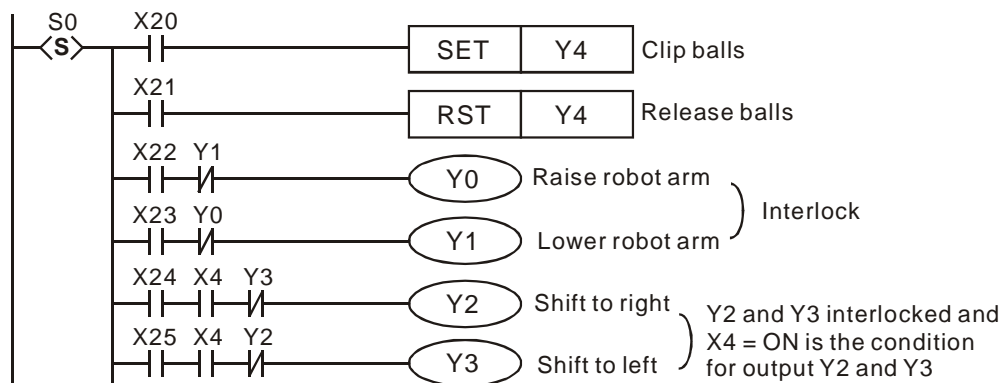 S0 X20
S SET Y4 Clip balls
X21
RST Y4 Release balls
X22 Y1
Y0 Raise robot arm
Interlock
X23 Y0
Y1 Lower robot arm
X24 X4 Y3
Y2 Shift to right
X25 X4 Y2
Y3 Shift to left
Y2 and Y3 interlocked and
X4 = ON is the condition
for output Y2 and Y3